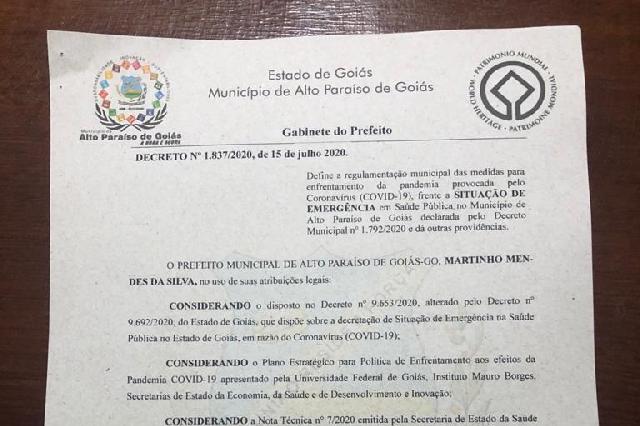 Estado de Goiás
Município de Alto Paraíso de Goiás
PATRIMONIO MUNDIAL
WORLD HERITAGE
PATRIMOINE MONDIAL
Alto Paraíso de Goiás
Gabinete do Prefeito
DECRETO Nº 1.837/2020, de 15 de julho 2020.
Define a regulamentação municipal das medidas para
enfrentamento da pandemia provocada pelo
Coronavírus (COVID-19), frente a SITUAÇÃO DE
EMERGÊNCIA em Saúde Pública, no Município de
Alto Paraíso de Goiás declarada pelo Decreto
Municipal nº 1.792/2020 e dá outras providências.
O PREFEITO MUNICIPAL DE ALTO PARAÍSO DE GOIÁS-GO, MARTINHO MEN-
DES DA SILVA, no uso de suas atribuições legais:
CONSIDERANDO o disposto no Decreto nº 9.653/2020, alterado pelo Decreto nº
9.692/2020, do Estado de Goiás, que dispõe sobre a decretação de Situação de Emergência na Saúde
Pública no Estado de Goiás, em razão do Coronavírus (COVID-19);
CONSIDERANDO o Plano Estratégico para Política de Enfrentamento aos efeitos da
Pandemia COVID-19 apresentado pela Universidade Federal de Goiás, Instituto Mauro Borges,
Secretarias de Estado da Economia, da Saúde e de Desenvolvimento e Inovação;
CONSIDERANDO a Nota Técnica nº 7/2020 emitida pela Secretaria de Estado da Saúde